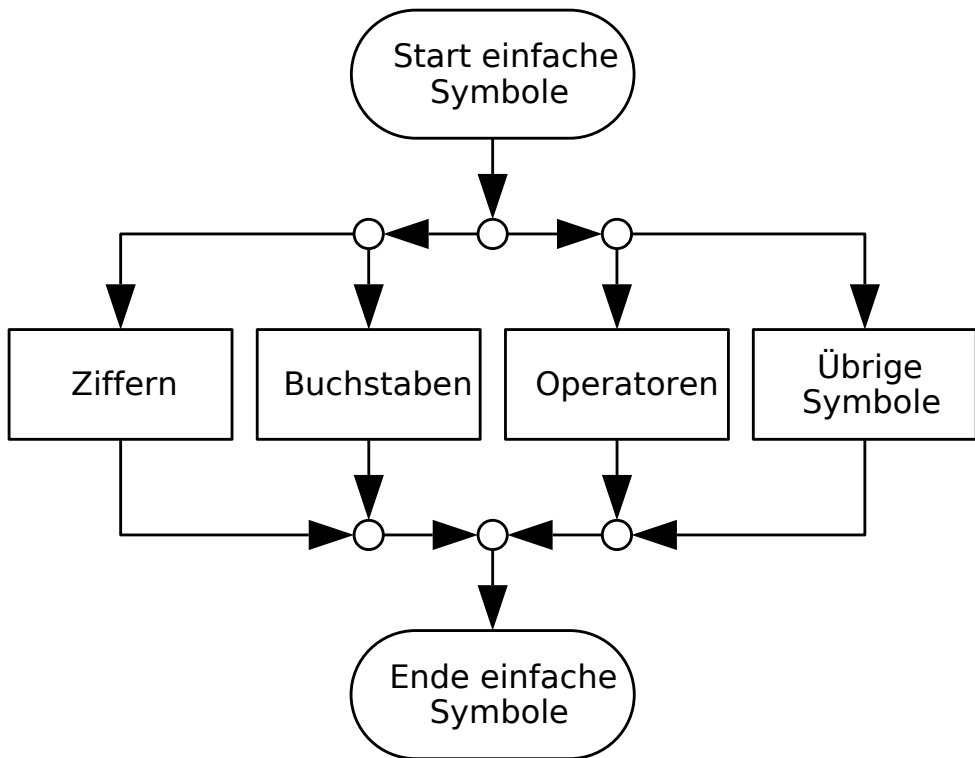 Start einfache
Symbole
Ziffern
Buchstaben
Operatoren
Übrige
Symbole
Ende einfache
Symbole